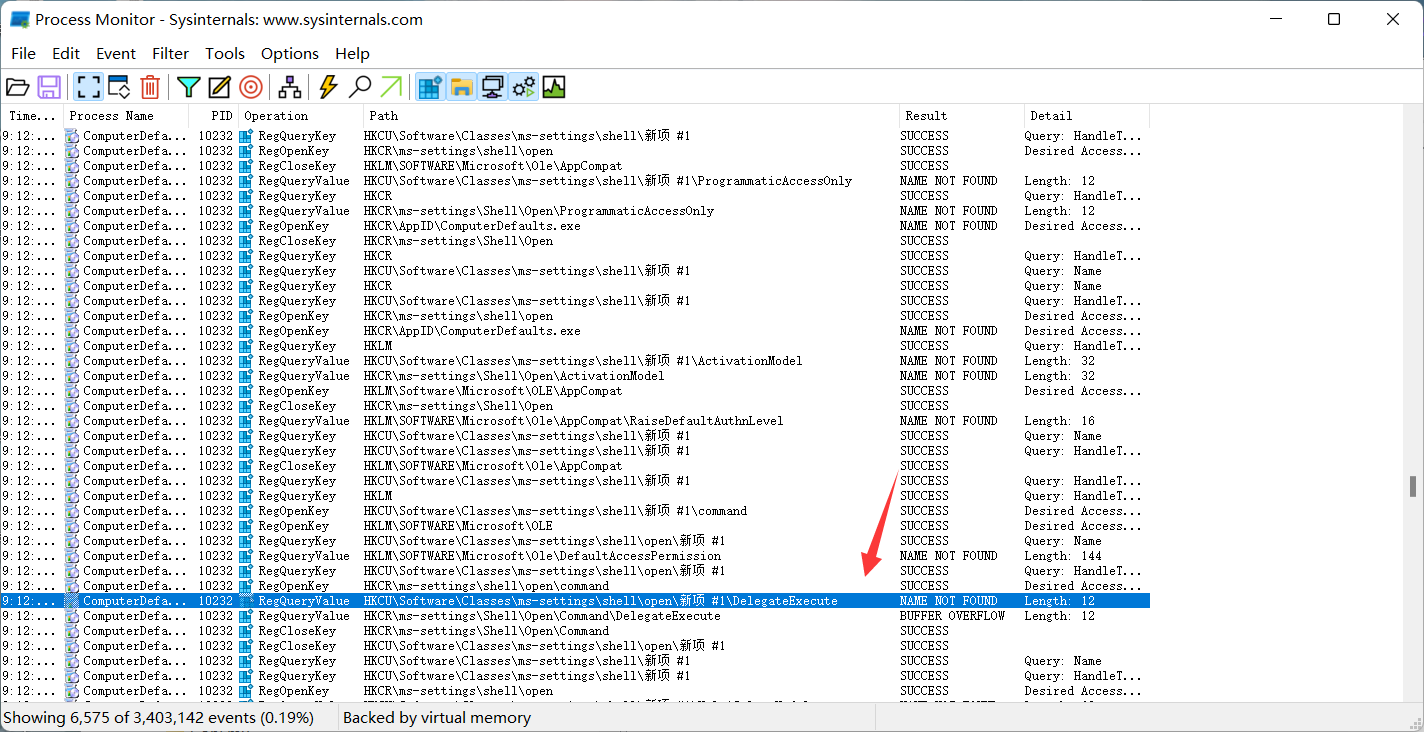 Process Monitor - Sysinternals: www.sysinternals.com
File Edit Event Filter Tools Options Help
Time... Process Name PID Operation Path Result Detail
9:12:... ComputerDefa... 10232 RegQueryKey HKCU\Software\Classes\ms-settings\shell\新项 #1 SUCCESS Query: HandleT...
9:12:... ComputerDefa... 10232 RegOpenKey HKCR\ms-settings\shell\open SUCCESS Desired Access...
9:12:... ComputerDefa... 10232 RegCloseKey HKLM\SOFTWARE\Microsoft\Ole\AppCompat SUCCESS
9:12:... ComputerDefa... 10232 RegQueryValue HKCU\Software\Classes\ms-settings\shell\新项 #1\ProgrammaticAccessOnly NAME NOT FOUND Length: 12
9:12:... ComputerDefa... 10232 RegQueryKey HKCR SUCCESS Query: HandleT...
9:12:... ComputerDefa... 10232 RegQueryValue HKCR\ms-settings\Shell\Open\ProgrammaticAccessOnly NAME NOT FOUND Length: 12
9:12:... ComputerDefa... 10232 RegOpenKey HKCR\AppID\ComputerDefaults.exe NAME NOT FOUND Desired Access...
9:12:... ComputerDefa... 10232 RegCloseKey HKCR\ms-settings\Shell\Open SUCCESS
9:12:... ComputerDefa... 10232 RegQueryKey HKCR SUCCESS Query: HandleT...
9:12:... ComputerDefa... 10232 RegQueryKey HKCU\Software\Classes\ms-settings\shell\新项 #1 SUCCESS Query: Name
9:12:... ComputerDefa... 10232 RegQueryKey HKCR SUCCESS Query: Name
9:12:... ComputerDefa... 10232 RegQueryKey HKCU\Software\Classes\ms-settings\shell\新项 #1 SUCCESS Query: HandleT...
9:12:... ComputerDefa... 10232 RegOpenKey HKCR\ms-settings\shell\open SUCCESS Desired Access...
9:12:... ComputerDefa... 10232 RegOpenKey HKCR\AppID\ComputerDefaults.exe NAME NOT FOUND Desired Access...
9:12:... ComputerDefa... 10232 RegQueryKey HKLM SUCCESS Query: HandleT...
9:12:... ComputerDefa... 10232 RegQueryValue HKCU\Software\Classes\ms-settings\shell\新项 #1\ActivationModel NAME NOT FOUND Length: 32
9:12:... ComputerDefa... 10232 RegQueryValue HKCR\ms-settings\Shell\Open\ActivationModel NAME NOT FOUND Length: 32
9:12:... ComputerDefa... 10232 RegOpenKey HKLM\Software\Microsoft\OLE\AppCompat SUCCESS Desired Access...
9:12:... ComputerDefa... 10232 RegCloseKey HKCR\ms-settings\Shell\Open SUCCESS
9:12:... ComputerDefa... 10232 RegQueryValue HKLM\SOFTWARE\Microsoft\Ole\AppCompat\RaiseDefaultAuthnLevel NAME NOT FOUND Length: 16
9:12:... ComputerDefa... 10232 RegQueryKey HKCU\Software\Classes\ms-settings\shell\新项 #1 SUCCESS Query: Name
9:12:... ComputerDefa... 10232 RegQueryKey HKCU\Software\Classes\ms-settings\shell\新项 #1 SUCCESS Query: HandleT...
9:12:... ComputerDefa... 10232 RegCloseKey HKLM\SOFTWARE\Microsoft\Ole\AppCompat SUCCESS
9:12:... ComputerDefa... 10232 RegQueryKey HKCU\Software\Classes\ms-settings\shell\新项 #1 SUCCESS Query: HandleT...
9:12:... ComputerDefa... 10232 RegQueryKey HKLM SUCCESS Query: HandleT...
9:12:... ComputerDefa... 10232 RegOpenKey HKCU\Software\Classes\ms-settings\shell\新项 #1\command SUCCESS Desired Access...
9:12:... ComputerDefa... 10232 RegOpenKey HKLM\SOFTWARE\Microsoft\OLE SUCCESS Desired Access...
9:12:... ComputerDefa... 10232 RegQueryKey HKCU\Software\Classes\ms-settings\shell\open\新项 #1 SUCCESS Query: Name
9:12:... ComputerDefa... 10232 RegQueryValue HKLM\SOFTWARE\Microsoft\Ole\DefaultAccessPermission NAME NOT FOUND Length: 144
9:12:... ComputerDefa... 10232 RegQueryKey HKCU\Software\Classes\ms-settings\shell\open\新项 #1 SUCCESS Query: HandleT...
9:12:... ComputerDefa... 10232 RegOpenKey HKCR\ms-settings\shell\open\command SUCCESS Desired Access...
9:12:... ComputerDefa... 10232 RegQueryValue HKCU\Software\Classes\ms-settings\shell\open\新项 #1\DelegateExecute NAME NOT FOUND Length: 12
9:12:... ComputerDefa... 10232 RegQueryValue HKCR\ms-settings\Shell\Open\Command\DelegateExecute BUFFER OVERFLOW Length: 12
9:12:... ComputerDefa... 10232 RegCloseKey HKCR\ms-settings\Shell\Open\Command SUCCESS
9:12:... ComputerDefa... 10232 RegCloseKey HKCU\Software\Classes\ms-settings\shell\open\新项 #1 SUCCESS
9:12:... ComputerDefa... 10232 RegQueryKey HKCU\Software\Classes\ms-settings\shell\新项 #1 SUCCESS Query: Name
9:12:... ComputerDefa... 10232 RegQueryKey HKCU\Software\Classes\ms-settings\shell\新项 #1 SUCCESS Query: HandleT...
9:12:... ComputerDefa... 10232 RegOpenKey HKCR\ms-settings\shell\open SUCCESS Desired Access...
Showing 6,575 of 3,403,142 events (0.19%) Backed by virtual memory